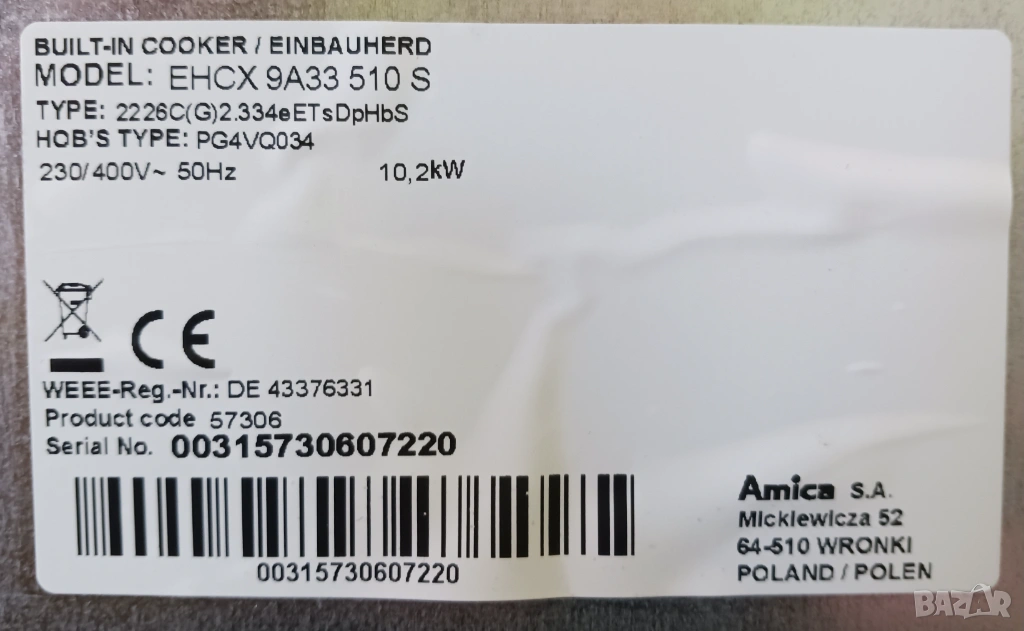 BUILT-IN COOKER / EINBAUHERD
MODEL: EHCX 9A33 510 S
TYPE: 2226C(G)2.334eETsDpHbS
HOB'S TYPE: PG4VQ034
230/400V~ 50Hz 10,2kW
CE
WEEE-Reg.-Nr.: DE 43376331
Product code 57306
Serial No. 00315730607220
00315730607220
Amica S.A.
Mickiewicza 52
64-510 WRONKI
POLAND / POLEN
BAZAR